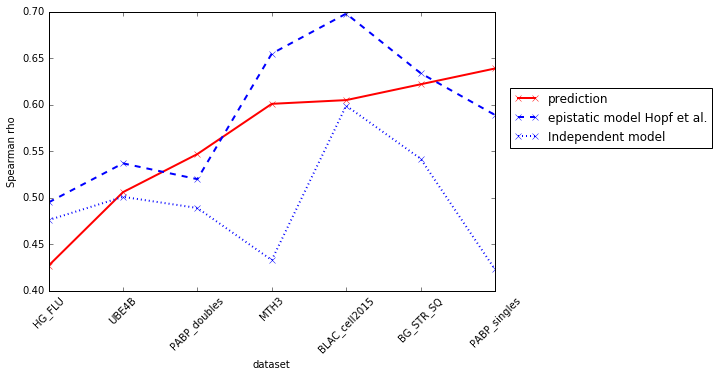 0.70
0.65
0.60
0.55
0.50
0.45
0.40
Spearman rho
HG_FLU
UBE4B
PABP_doubles
MTH3
BLAC_cell2015
BG_STR_SQ
PABP_singles
dataset
prediction
epistatic model Hopf et al.
Independent model